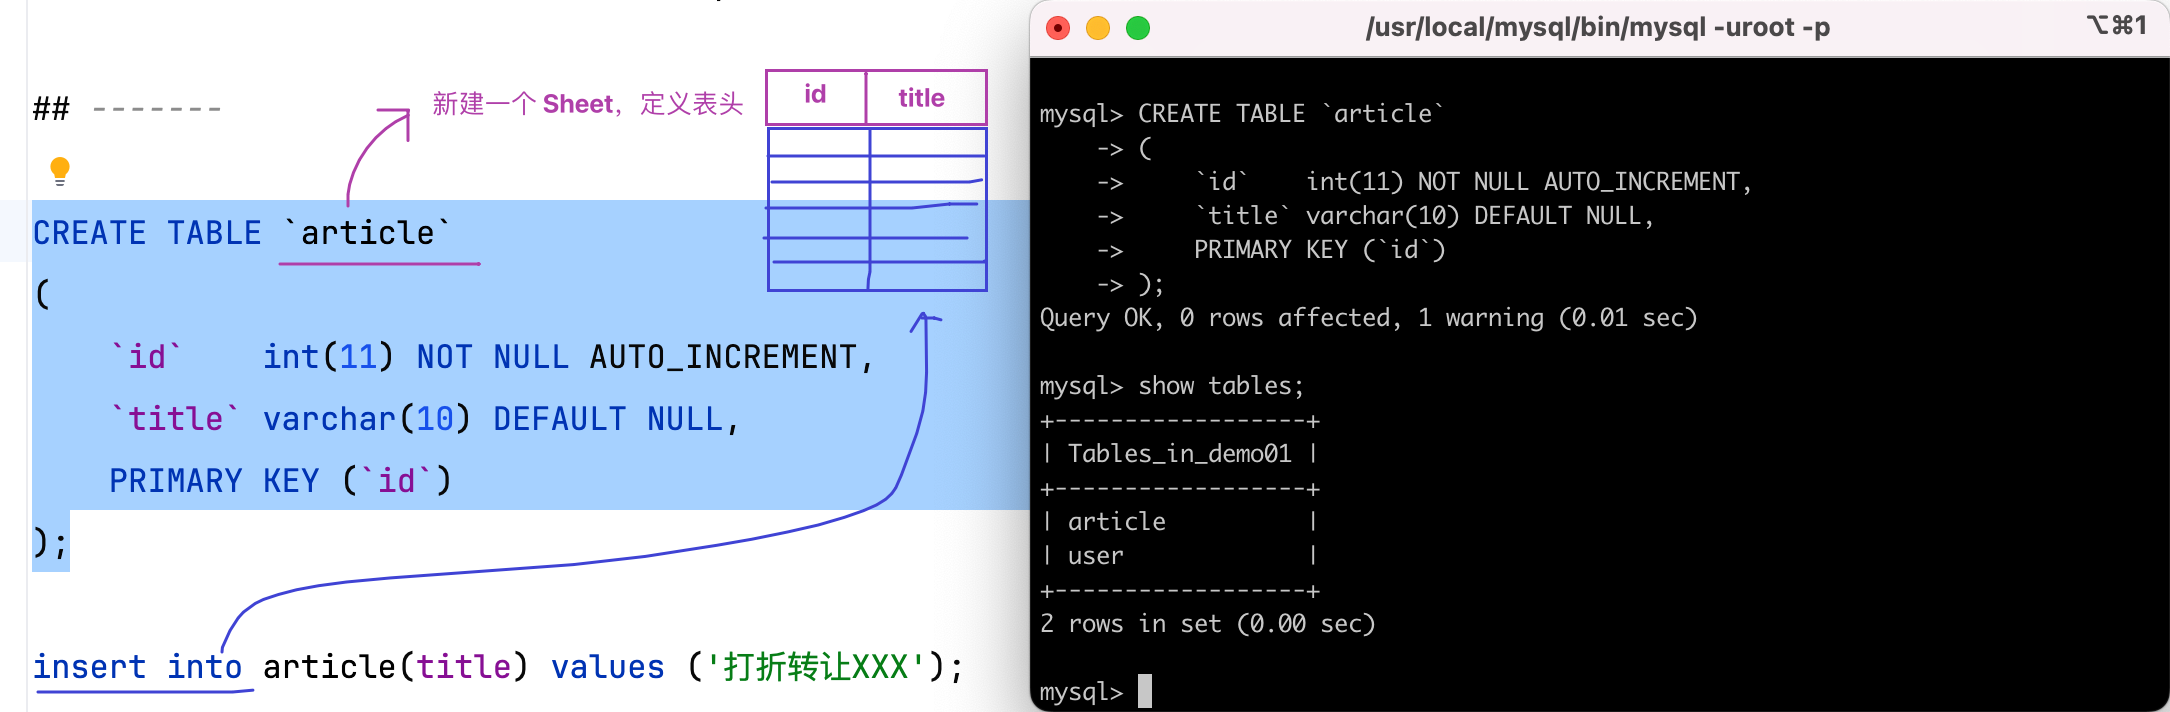 ## -------
新建一个 Sheet，定义表头
id title
CREATE TABLE `article`
(
    `id`    int(11) NOT NULL AUTO_INCREMENT,
    `title` varchar(10) DEFAULT NULL,
    PRIMARY KEY (`id`)
);
insert into article(title) values ('打折转让XXX');
/usr/local/mysql/bin/mysql -uroot -p
⌥⌘1
mysql> CREATE TABLE `article`
    -> (
    ->     `id`    int(11) NOT NULL AUTO_INCREMENT,
    ->     `title` varchar(10) DEFAULT NULL,
    ->     PRIMARY KEY (`id`)
    -> );
Query OK, 0 rows affected, 1 warning (0.01 sec)
mysql> show tables;
+------------------+
| Tables_in_demo01 |
+------------------+
| article          |
| user             |
+------------------+
2 rows in set (0.00 sec)
mysql>